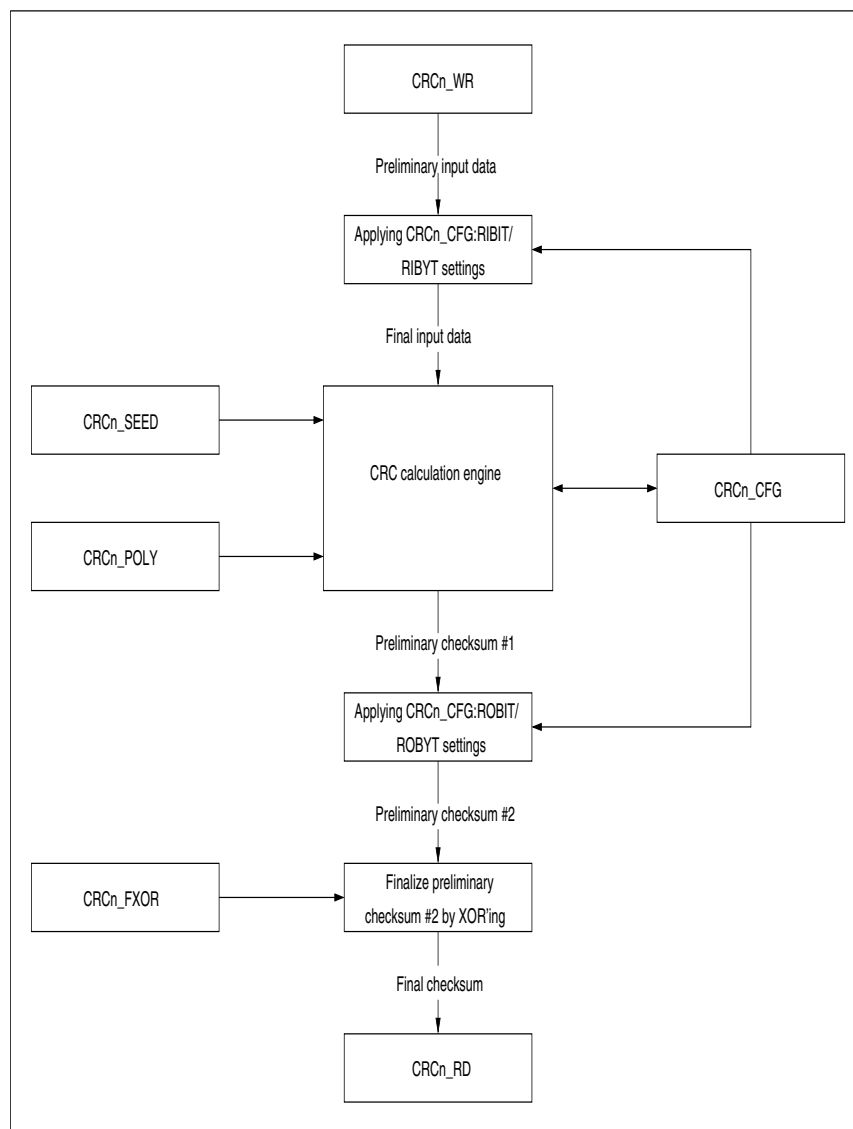 CRCn_WR
Preliminary input data
Applying CRCn_CFG:RIBIT/
RIBYT settings
Final input data
CRCn_SEED
CRC calculation engine
CRCn_CFG
CRCn_POLY
Preliminary checksum #1
Applying CRCn_CFG:ROBIT/
ROBYT settings
Preliminary checksum #2
CRCn_FXOR
Finalize preliminary
checksum #2 by XOR'ing
Final checksum
CRCn_RD